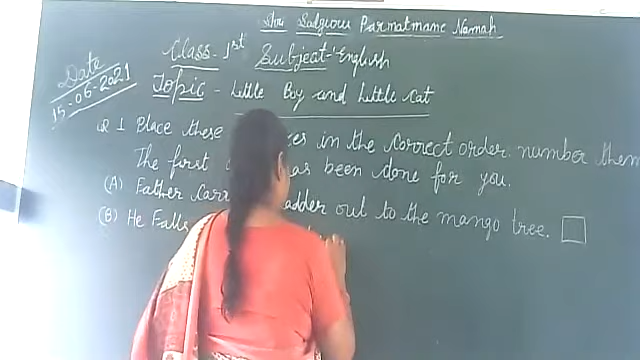 Shri Sadgurus Parmatmane Namah
Class - 1st Subject - English
Date
15-06-2021
Topic - Little Boy and Little Cat
Q 1 Place these in the correct order. number them
The first has been done for you.
(A) Father adder out to the mango tree.
(B) He Falls